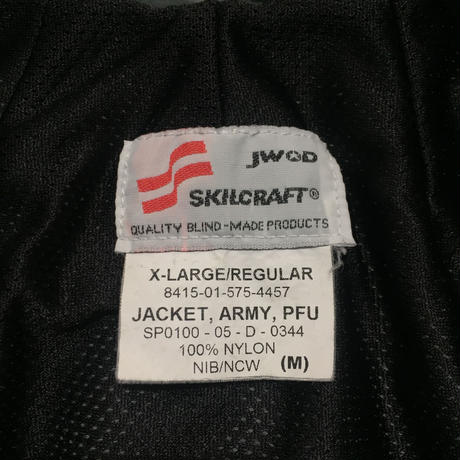 JWOD
SKILCRAFT®
QUALITY BLIND-MADE PRODUCTS
X-LARGE/REGULAR
8415-01-575-4457
JACKET, ARMY, PFU
SP0100 - 05 - D - 0344
100% NYLON
NIB/NCW (M)